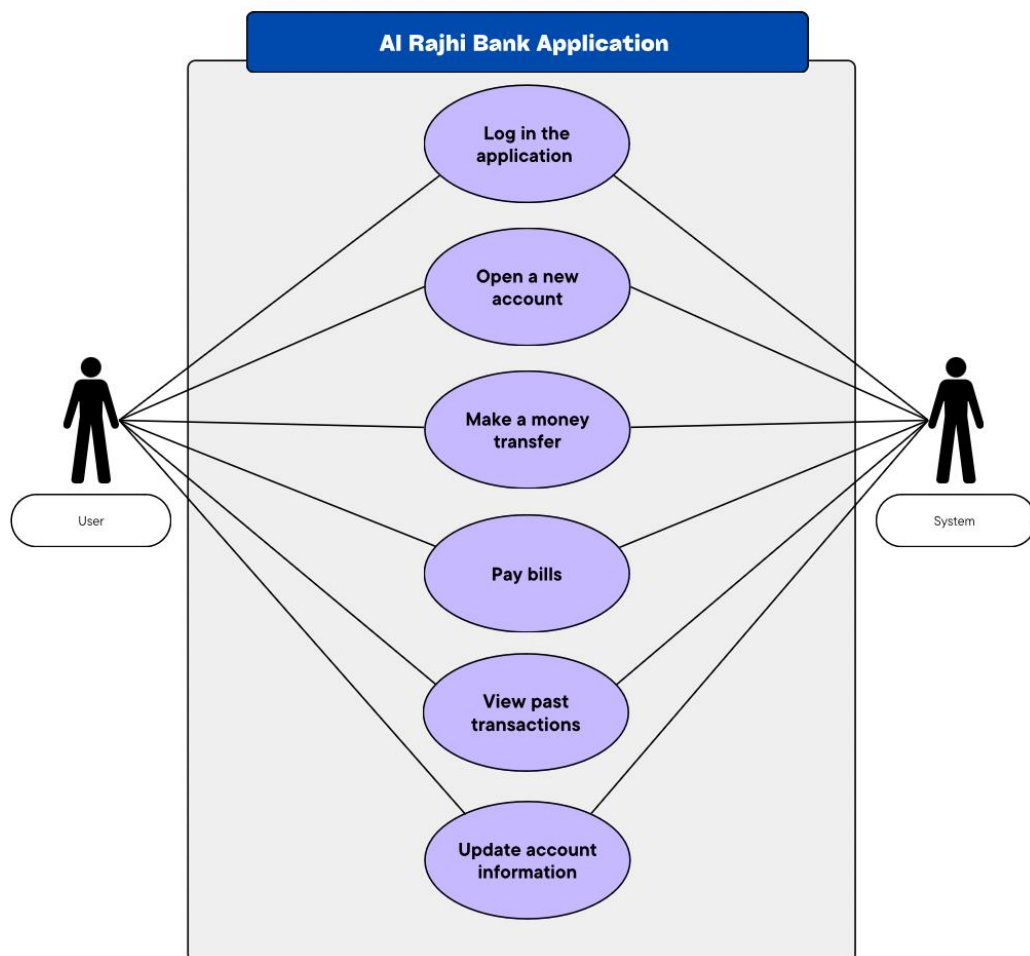 Al Rajhi Bank Application
Log in the
application
Open a new
account
Make a money
transfer
User
System
Pay bills
View past
transactions
Update account
information